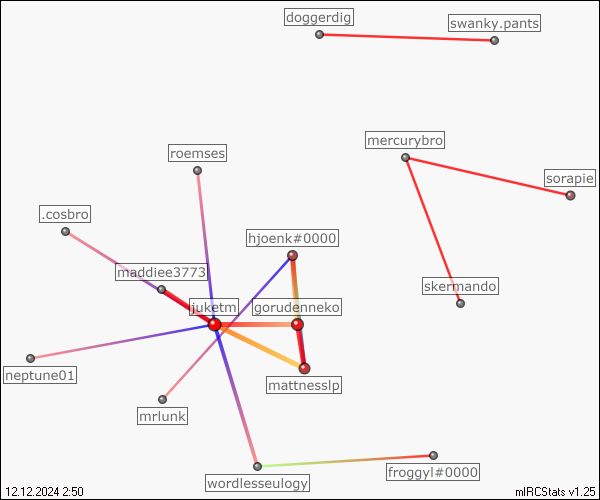 doggerdig
swanky.pants
mercurybro
roemses
sorapie
.cosbro
hjoenk#0000
maddiee3773
skermando
juketm
gorudenneko
neptune01
mattnesslp
mrlunk
froggyl#0000
wordlesseulogy
12.12.2024 2:50
mIRCStats v1.25